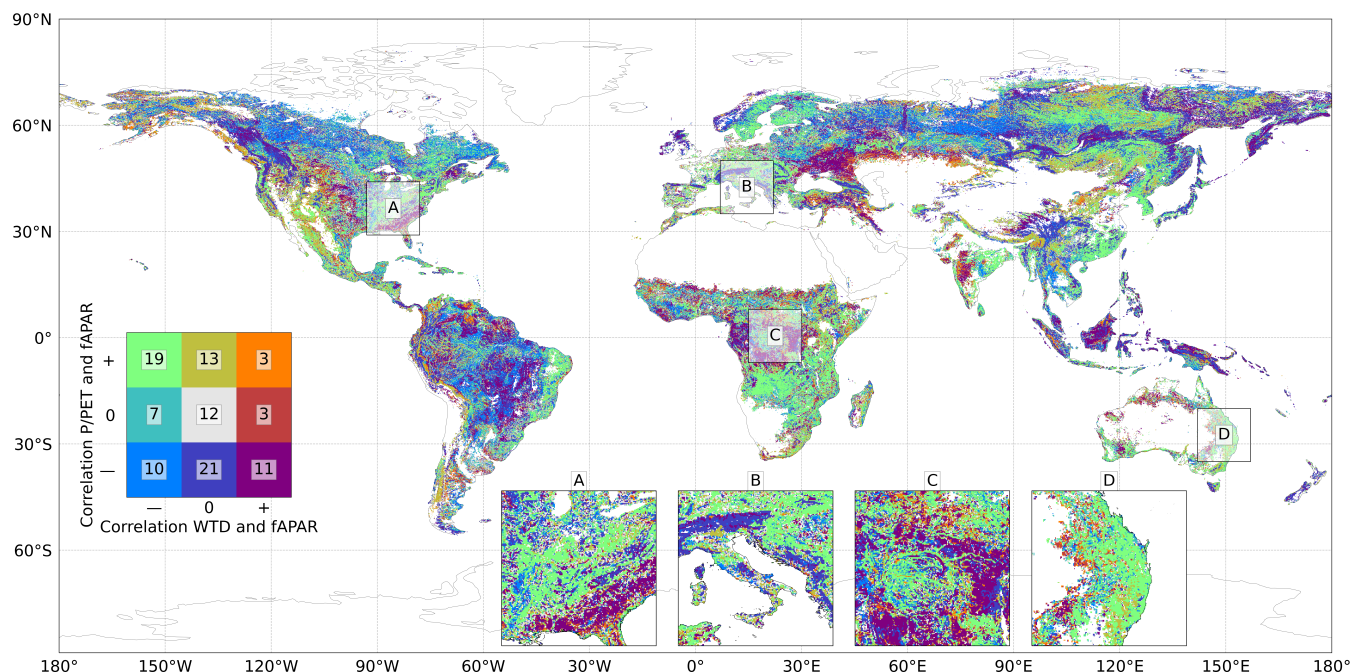 90°N
60°N
30°N
0°
30°S
60°S
A
B
C
D
Correlation P/PET and fAPAR
+ 19 13 3
0 7 12 3
— 10 21 11
— 0 +
Correlation WTD and fAPAR
A B C D
180° 150°W 120°W 90°W 60°W 30°W 0° 30°E 60°E 90°E 120°E 150°E 180°